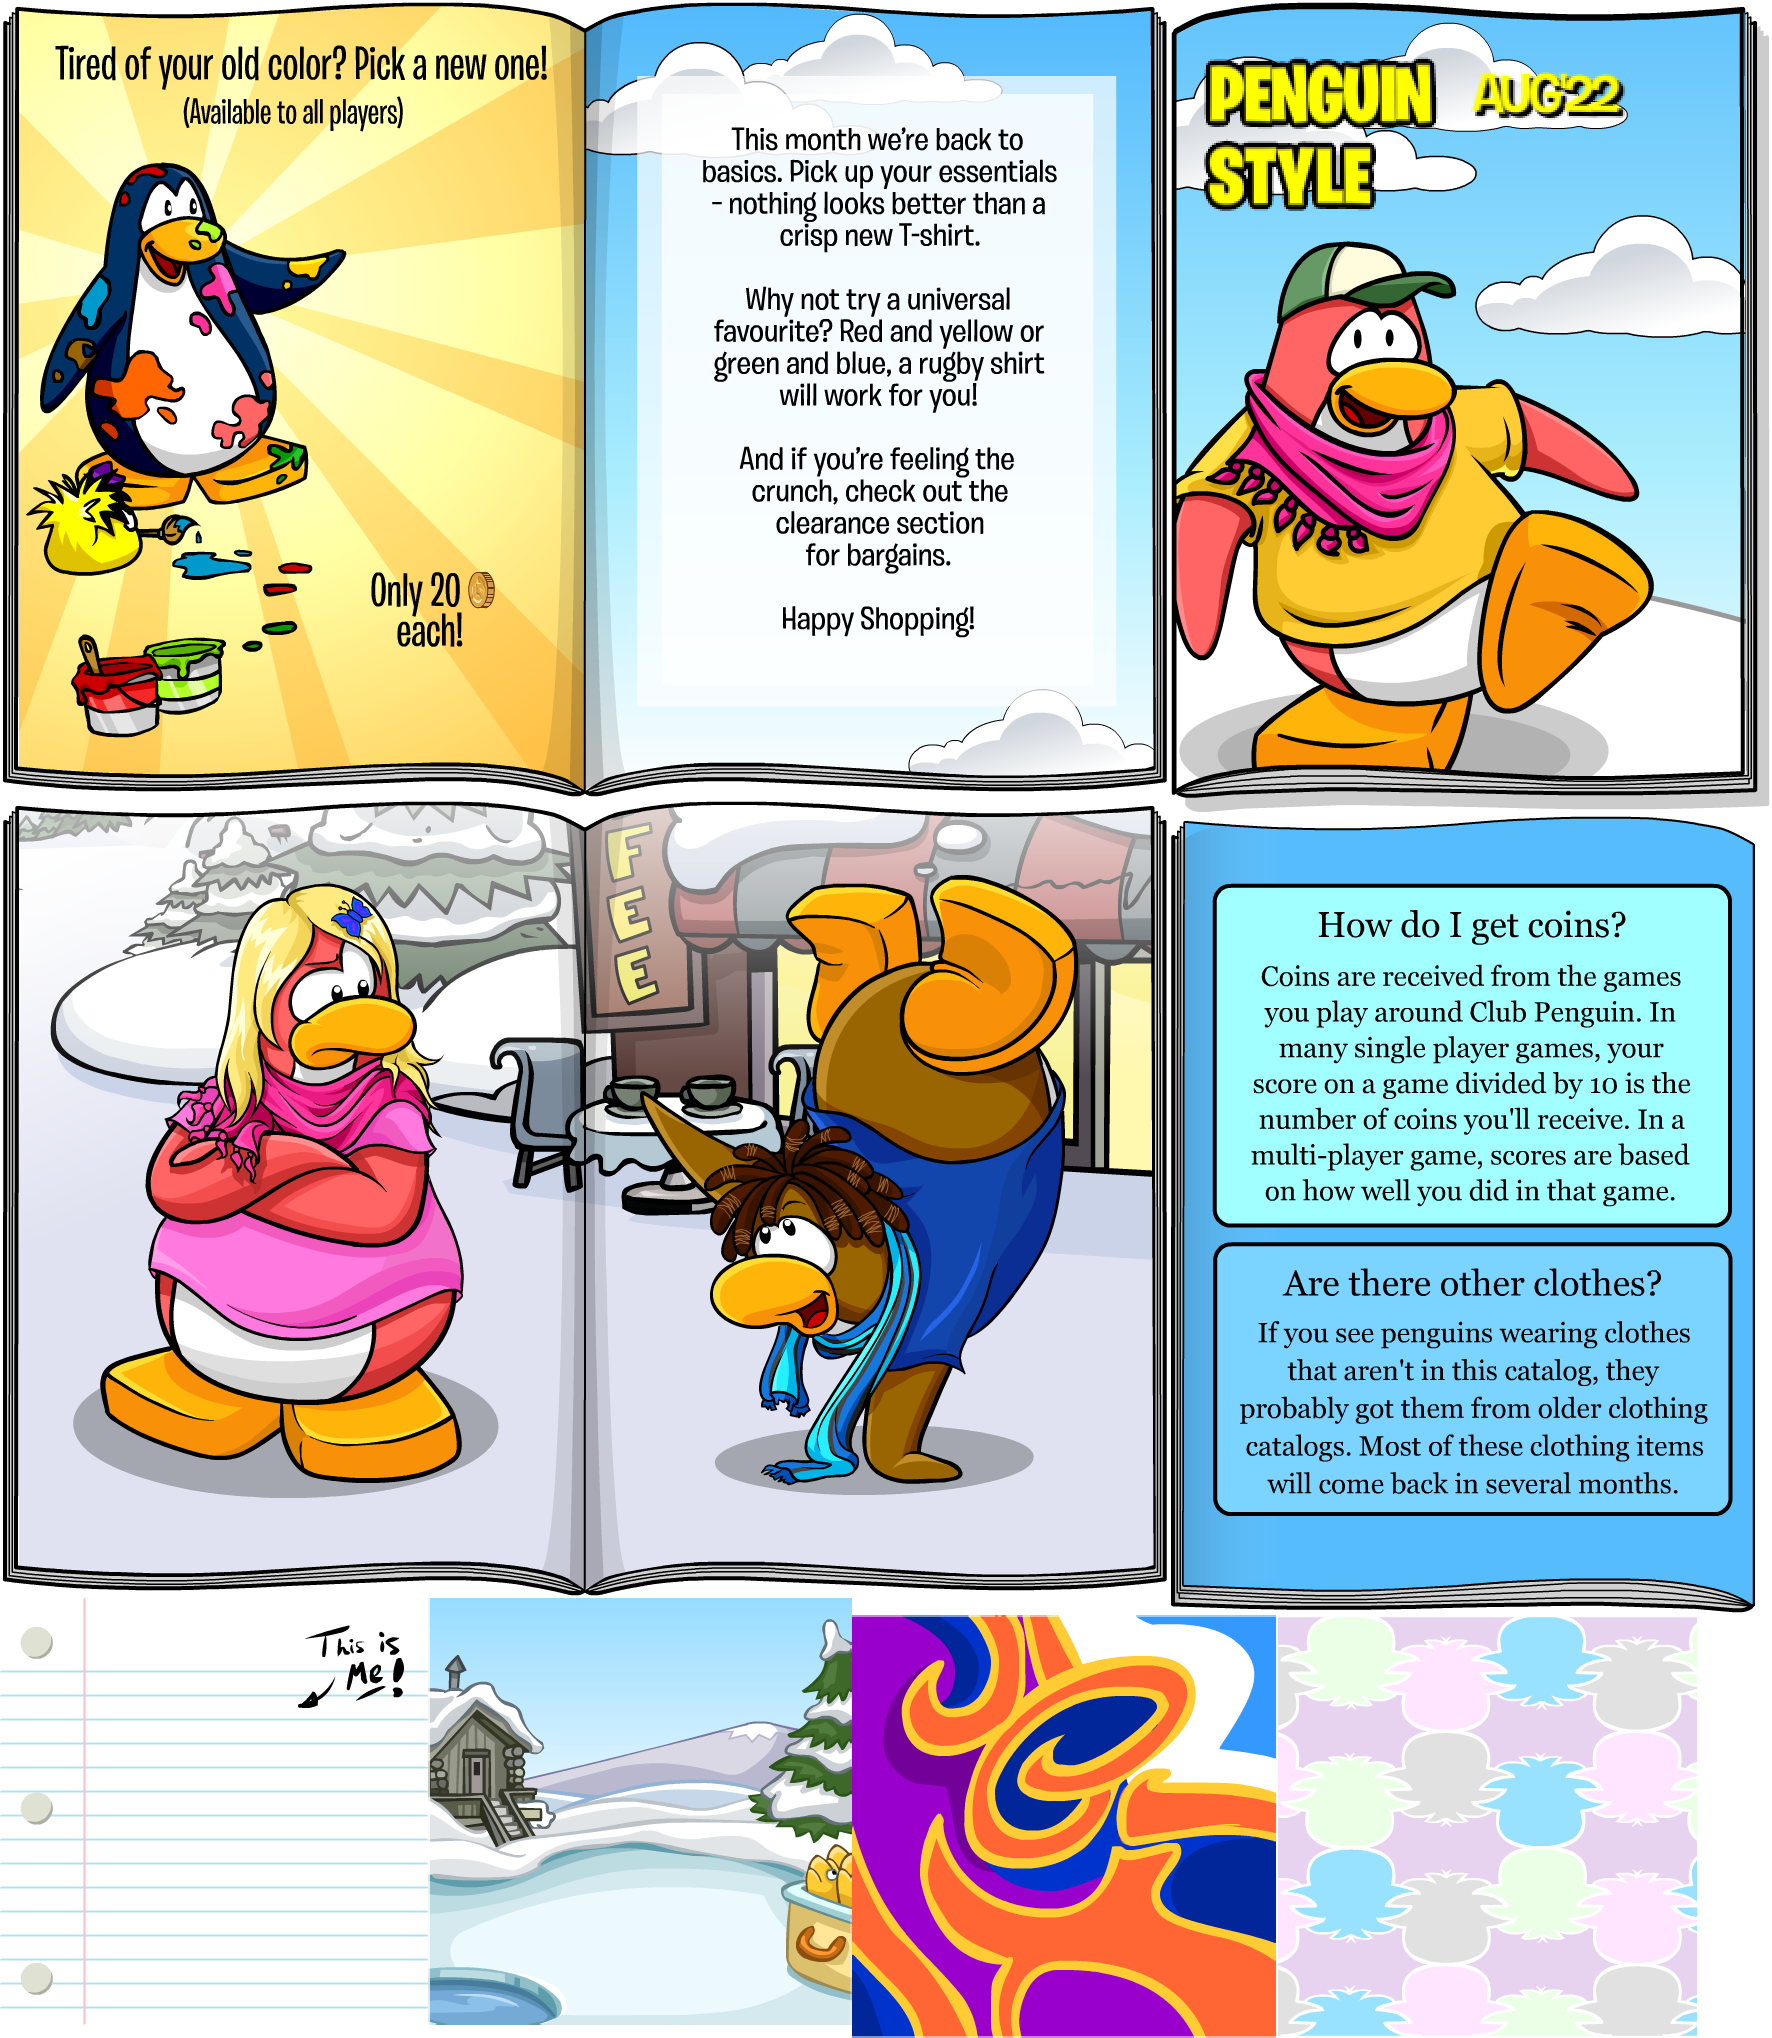 Tired of your old color? Pick a new one!
(Available to all players)
Only 20
each!
This month we're back to
basics. Pick up your essentials
- nothing looks better than a
crisp new T-shirt.
Why not try a universal
favourite? Red and yellow or
green and blue, a rugby shirt
will work for you!
And if you're feeling the
crunch, check out the
clearance section
for bargains.
Happy Shopping!
PENGUIN
STYLE
AUG'22
FEE
How do I get coins?
Coins are received from the games
you play around Club Penguin. In
many single player games, your
score on a game divided by 10 is the
number of coins you'll receive. In a
multi-player game, scores are based
on how well you did in that game.
Are there other clothes?
If you see penguins wearing clothes
that aren't in this catalog, they
probably got them from older clothing
catalogs. Most of these clothing items
will come back in several months.
This is
Me!